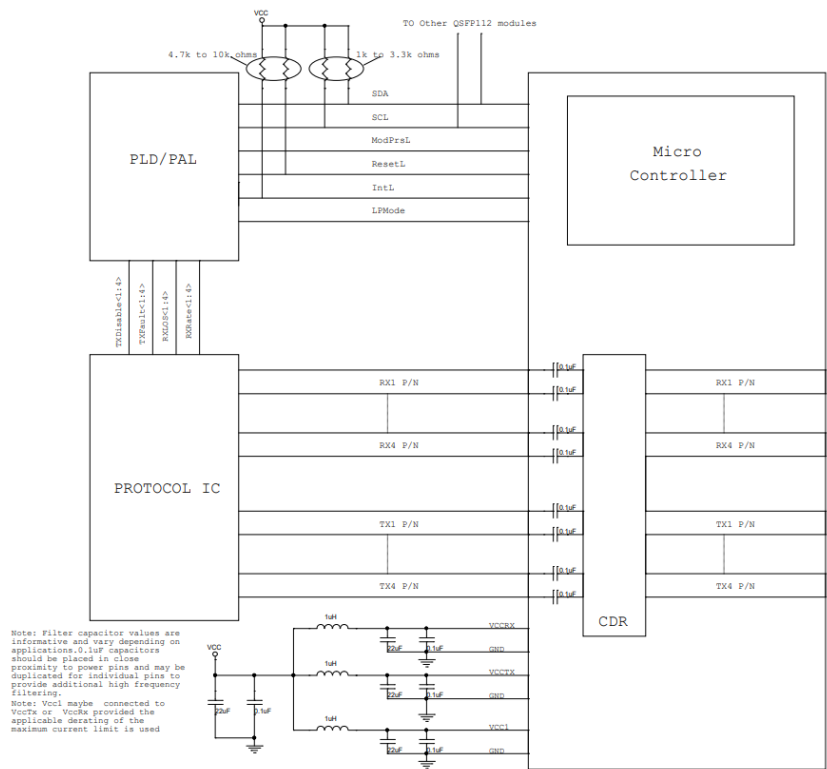 VCC
TO Other QSFP112 modules
4.7k to 10k ohms
1k to 3.3k ohms
SDA
SCL
ModPrsL
ResetL
IntL
LPMode
PLD/PAL
Micro
Controller
TXDisable<1:4>
TXFault<1:4>
RXLOS<1:4>
RXRate<1:4>
PROTOCOL IC
0.1uF
RX1 P/N
RX1 P/N
0.1uF
0.1uF
RX4 P/N
RX4 P/N
0.1uF
0.1uF
TX1 P/N
TX1 P/N
0.1uF
0.1uF
TX4 P/N
TX4 P/N
0.1uF
CDR
Note: Filter capacitor values are
informative and vary depending on
applications.0.1uF capacitors
should be placed in close
proximity to power pins and may be
duplicated for individual pins to
provide additional high frequency
filtering.
Note: Vcc1 maybe connected to
VccTx or VccRx provided the
applicable derating of the
maximum current limit is used
VCC
22uF
0.1uF
1uH
VCCRX
22uF
0.1uF
GND
1uH
VCCTX
22uF
0.1uF
GND
1uH
VCC1
22uF
0.1uF
GND